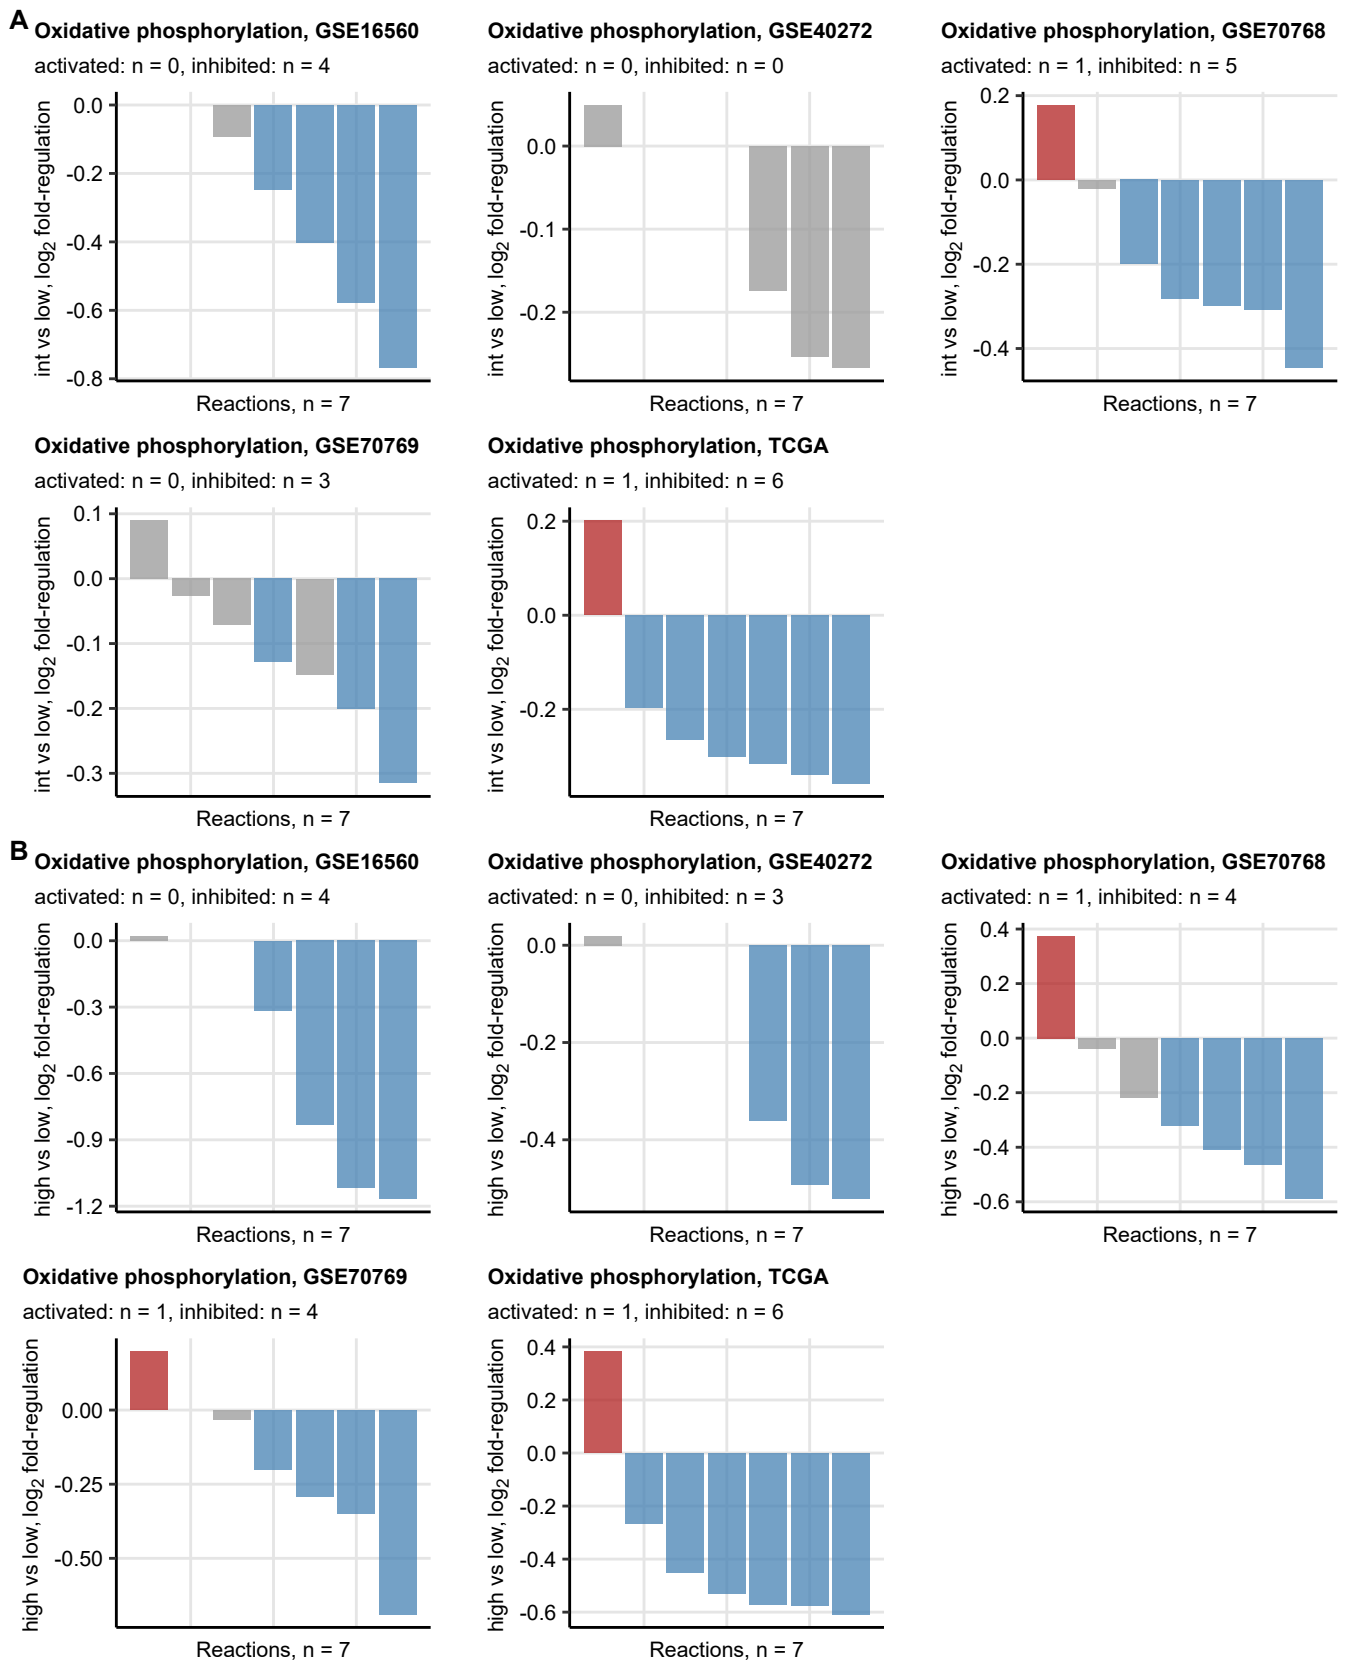 A
Oxidative phosphorylation, GSE16560
activated: n = 0, inhibited: n = 4
int vs low, log₂ fold-regulation
0.0
-0.2
-0.4
-0.6
-0.8
Reactions, n = 7
Oxidative phosphorylation, GSE40272
activated: n = 0, inhibited: n = 0
int vs low, log₂ fold-regulation
0.0
-0.1
-0.2
Reactions, n = 7
Oxidative phosphorylation, GSE70768
activated: n = 1, inhibited: n = 5
int vs low, log₂ fold-regulation
0.2
0.0
-0.2
-0.4
Reactions, n = 7
Oxidative phosphorylation, GSE70769
activated: n = 0, inhibited: n = 3
int vs low, log₂ fold-regulation
0.1
0.0
-0.1
-0.2
-0.3
Reactions, n = 7
Oxidative phosphorylation, TCGA
activated: n = 1, inhibited: n = 6
int vs low, log₂ fold-regulation
0.2
0.0
-0.2
Reactions, n = 7
B
Oxidative phosphorylation, GSE16560
activated: n = 0, inhibited: n = 4
high vs low, log₂ fold-regulation
0.0
-0.3
-0.6
-0.9
-1.2
Reactions, n = 7
Oxidative phosphorylation, GSE40272
activated: n = 0, inhibited: n = 3
high vs low, log₂ fold-regulation
0.0
-0.2
-0.4
Reactions, n = 7
Oxidative phosphorylation, GSE70768
activated: n = 1, inhibited: n = 4
high vs low, log₂ fold-regulation
0.4
0.2
0.0
-0.2
-0.4
-0.6
Reactions, n = 7
Oxidative phosphorylation, GSE70769
activated: n = 1, inhibited: n = 4
high vs low, log₂ fold-regulation
0.00
-0.25
-0.50
Reactions, n = 7
Oxidative phosphorylation, TCGA
activated: n = 1, inhibited: n = 6
high vs low, log₂ fold-regulation
0.4
0.2
0.0
-0.2
-0.4
-0.6
Reactions, n = 7